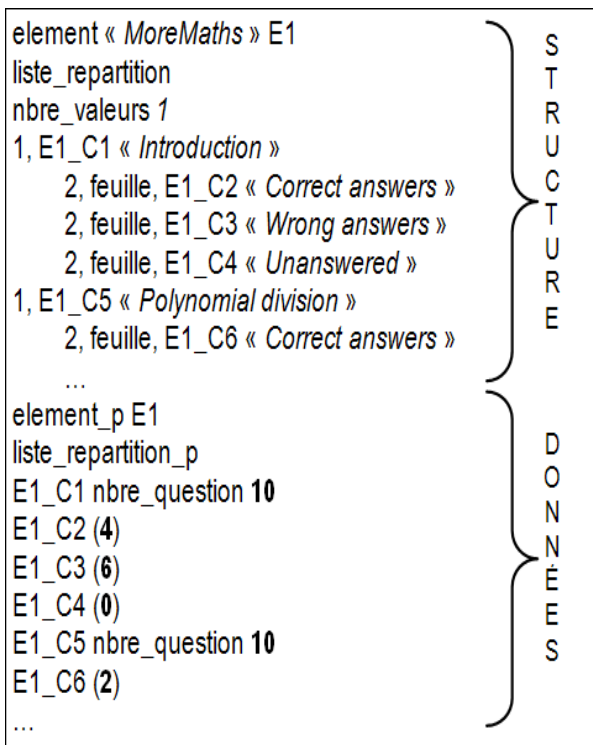 element « MoreMaths » E1
liste_repartition
nbre_valeurs 1
1, E1_C1 « Introduction »
2, feuille, E1_C2 « Correct answers »
2, feuille, E1_C3 « Wrong answers »
2, feuille, E1_C4 « Unanswered »
1, E1_C5 « Polynomial division »
2, feuille, E1_C6 « Correct answers »
...
STRUCTURE
element_p E1
liste_repartition_p
E1_C1 nbre_question 10
E1_C2 (4)
E1_C3 (6)
E1_C4 (0)
E1_C5 nbre_question 10
E1_C6 (2)
...
DONNÉES